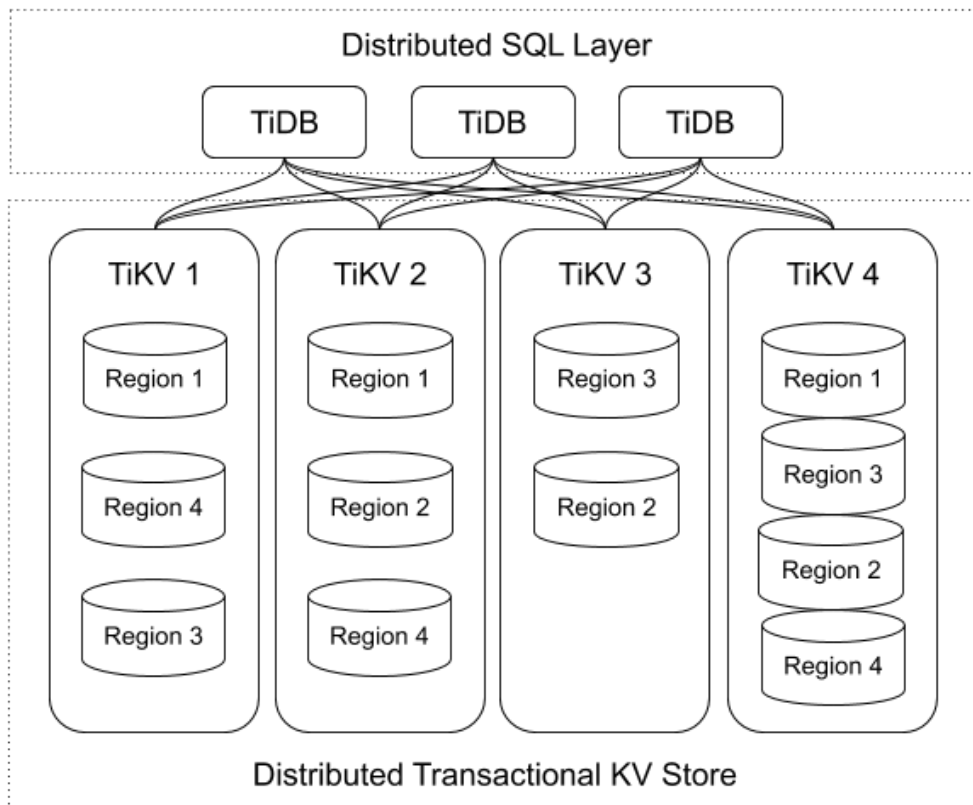 Distributed SQL Layer
TiDB TiDB TiDB
TiKV 1 TiKV 2 TiKV 3 TiKV 4
Region 1 Region 1 Region 3 Region 1
Region 3
Region 4 Region 2 Region 2
Region 2
Region 3 Region 4
Region 4
Distributed Transactional KV Store